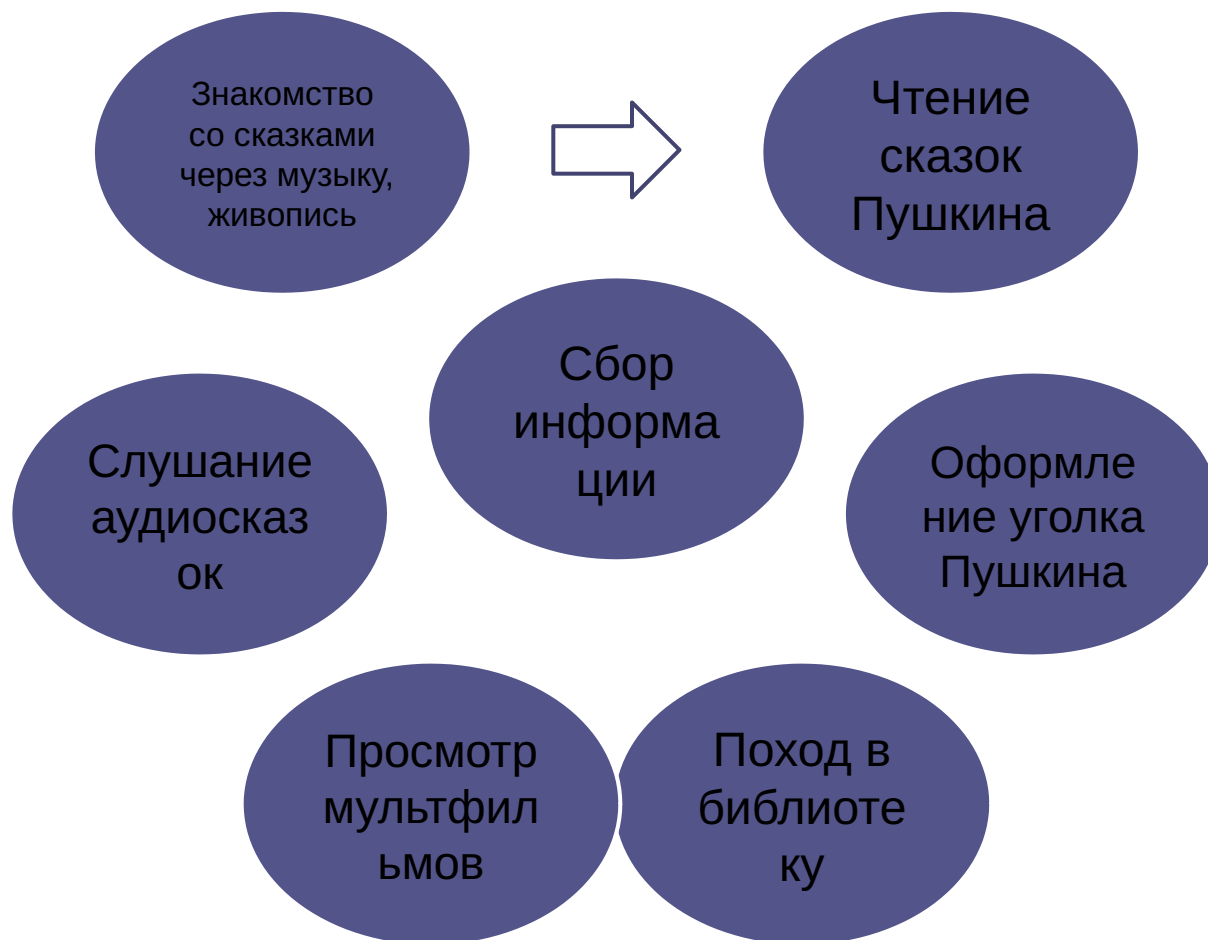 Знакомство
со сказками
через музыку,
живопись
Чтение
сказок
Пушкина
Сбор
информа
ции
Слушание
аудиосказ
ок
Оформле
ние уголка
Пушкина
Просмотр
мультфил
ьмов
Поход в
библиоте
ку